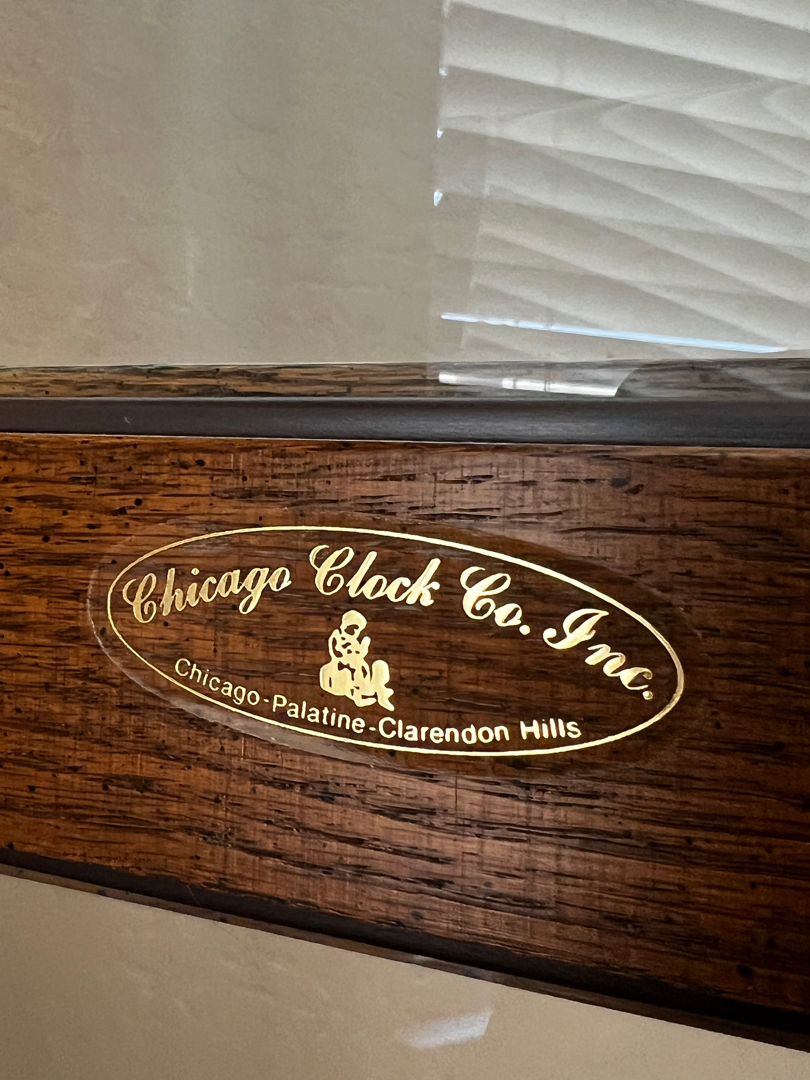 Chicago Clock Co. Inc.
Chicago-Palatine-Clarendon Hills